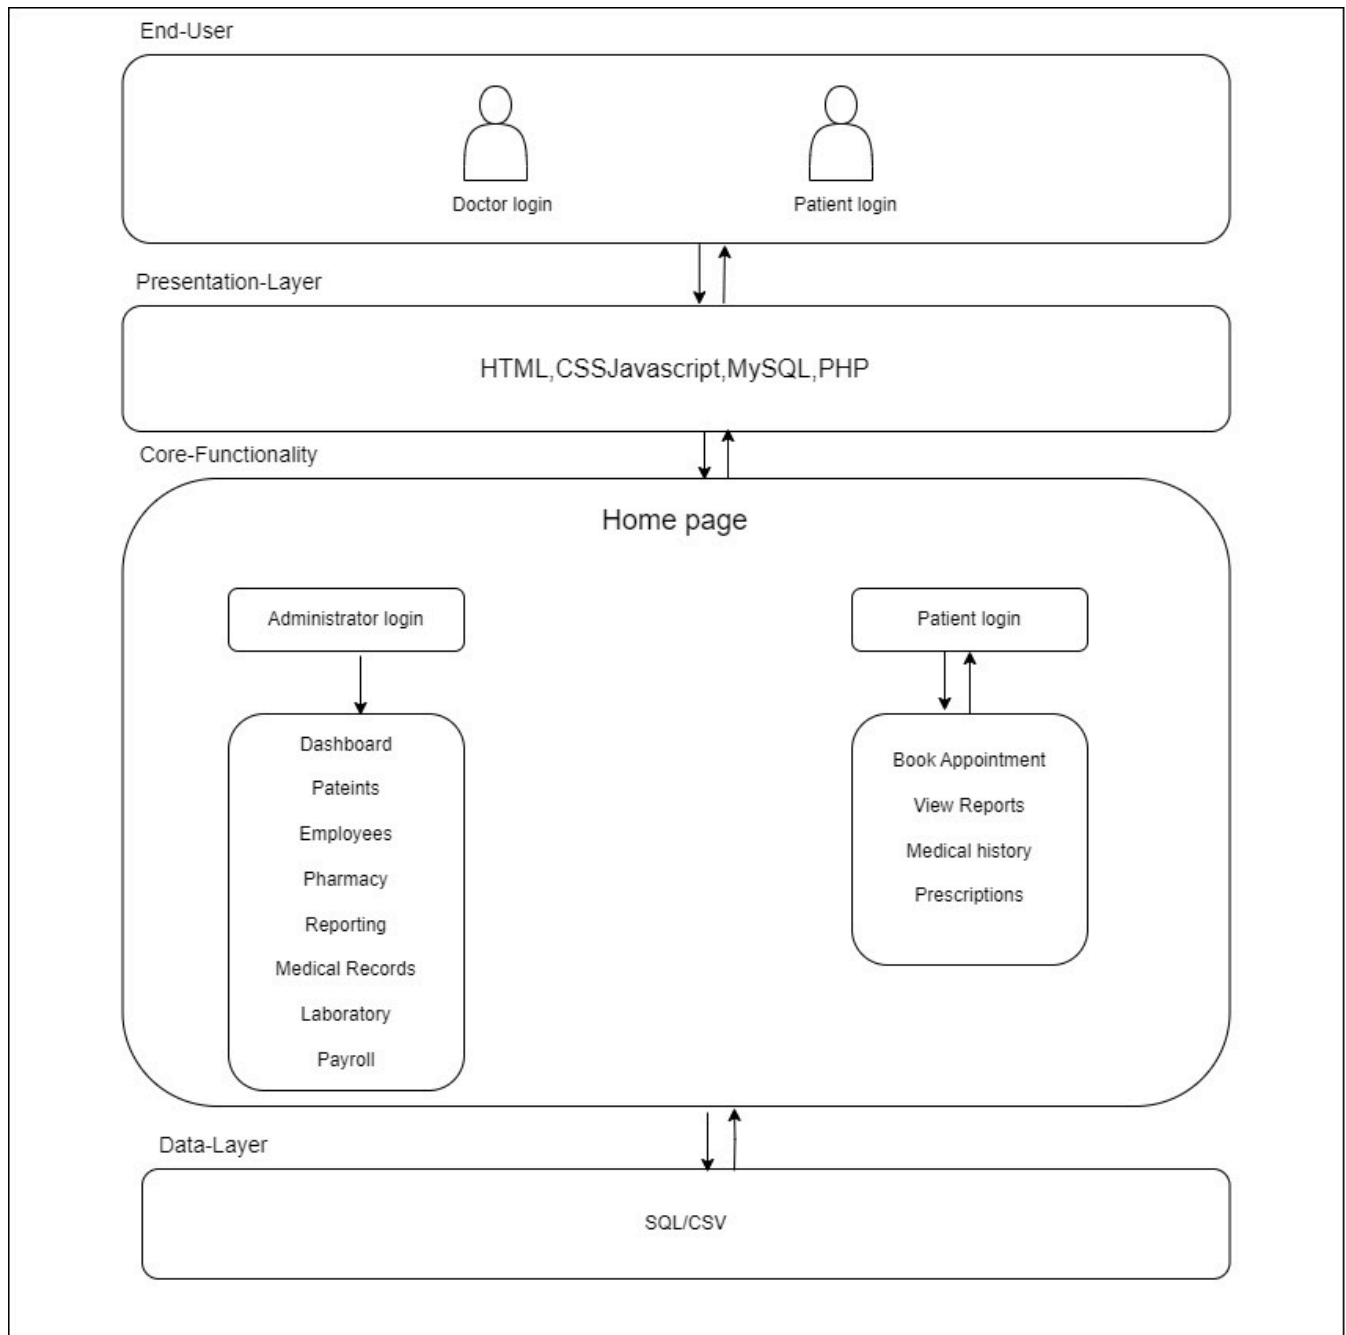 End-User
Doctor login
Patient login
Presentation-Layer
HTML,CSSJavascript,MySQL,PHP
Core-Functionality
Home page
Administrator login
Patient login
Dashboard
Pateints
Employees
Pharmacy
Reporting
Medical Records
Laboratory
Payroll
Book Appointment
View Reports
Medical history
Prescriptions
Data-Layer
SQL/CSV